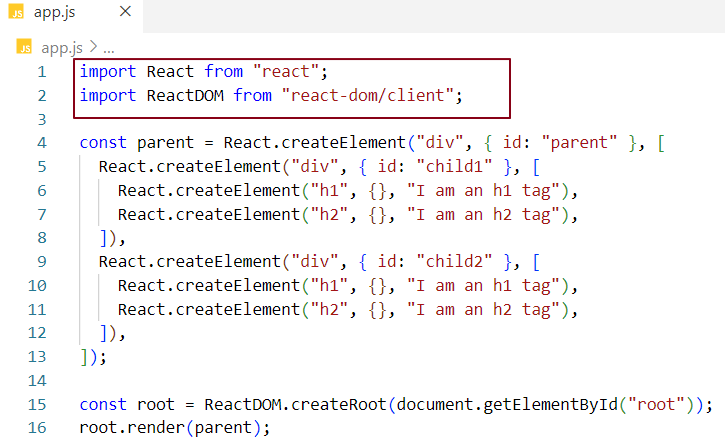 JS app.js ×
JS app.js > ...
1 import React from "react";
2 import ReactDOM from "react-dom/client";
3
4 const parent = React.createElement("div", { id: "parent" }, [
5   React.createElement("div", { id: "child1" }, [
6     React.createElement("h1", {}, "I am an h1 tag"),
7     React.createElement("h2", {}, "I am an h2 tag"),
8   ]),
9   React.createElement("div", { id: "child2" }, [
10     React.createElement("h1", {}, "I am an h1 tag"),
11     React.createElement("h2", {}, "I am an h2 tag"),
12   ]),
13 ]);
14
15 const root = ReactDOM.createRoot(document.getElementById("root"));
16 root.render(parent);